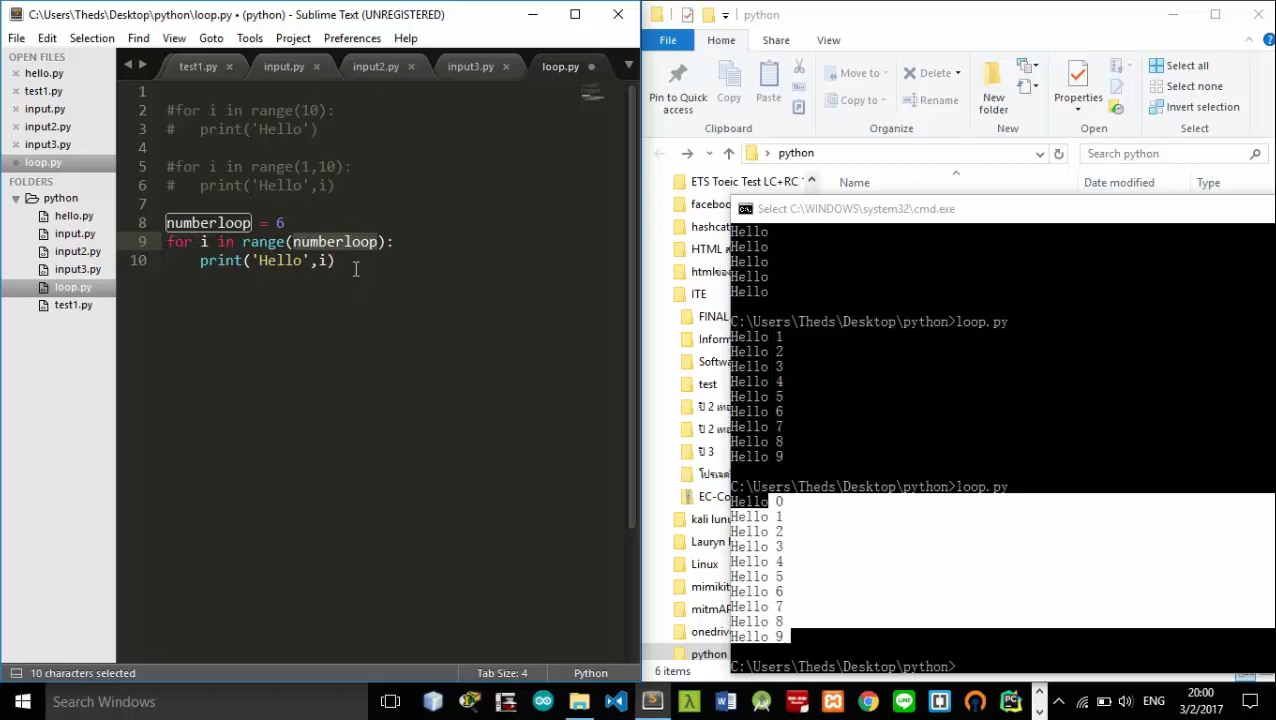 C:\Users\Theds\Desktop\python\loop.py • (python) - Sublime Text (UNREGISTERED)
File Edit Selection Find View Goto Tools Project Preferences Help
OPEN FILES
hello.py
test1.py
input.py
input2.py
input3.py
loop.py
FOLDERS
python
hello.py
input.py
input2.py
input3.py
loop.py
test1.py
test1.py × input.py × input2.py × input3.py × loop.py
1
2 #for i in range(10):
3 #   print('Hello')
4
5 #for i in range(1,10):
6 #   print('Hello',i)
7
8 numberloop = 6
9 for i in range(numberloop):
10     print('Hello',i)
10 characters selected Tab Size: 4 Python
python
File Home Share View
Pin to Quick access
Copy
Paste
Clipboard
Move to
Copy to
Delete
Rename
Organize
New folder
New
Properties
Open
Select all
Select none
Invert selection
Select
python
Search python
Name Date modified Type
ETS Toeic Test LC+RC
hashcat
ITE
FINAL
test
ปี 3
kali
Linux
python
6 items
Select C:\WINDOWS\system32\cmd.exe
Hello
Hello
Hello
Hello
Hello
C:\Users\Theds\Desktop\python>loop.py
Hello 1
Hello 2
Hello 3
Hello 4
Hello 5
Hello 6
Hello 7
Hello 8
Hello 9
C:\Users\Theds\Desktop\python>loop.py
Hello 0
Hello 1
Hello 2
Hello 3
Hello 4
Hello 5
Hello 6
Hello 7
Hello 8
Hello 9
C:\Users\Theds\Desktop\python>
Search Windows
ENG
20:00
3/2/2017